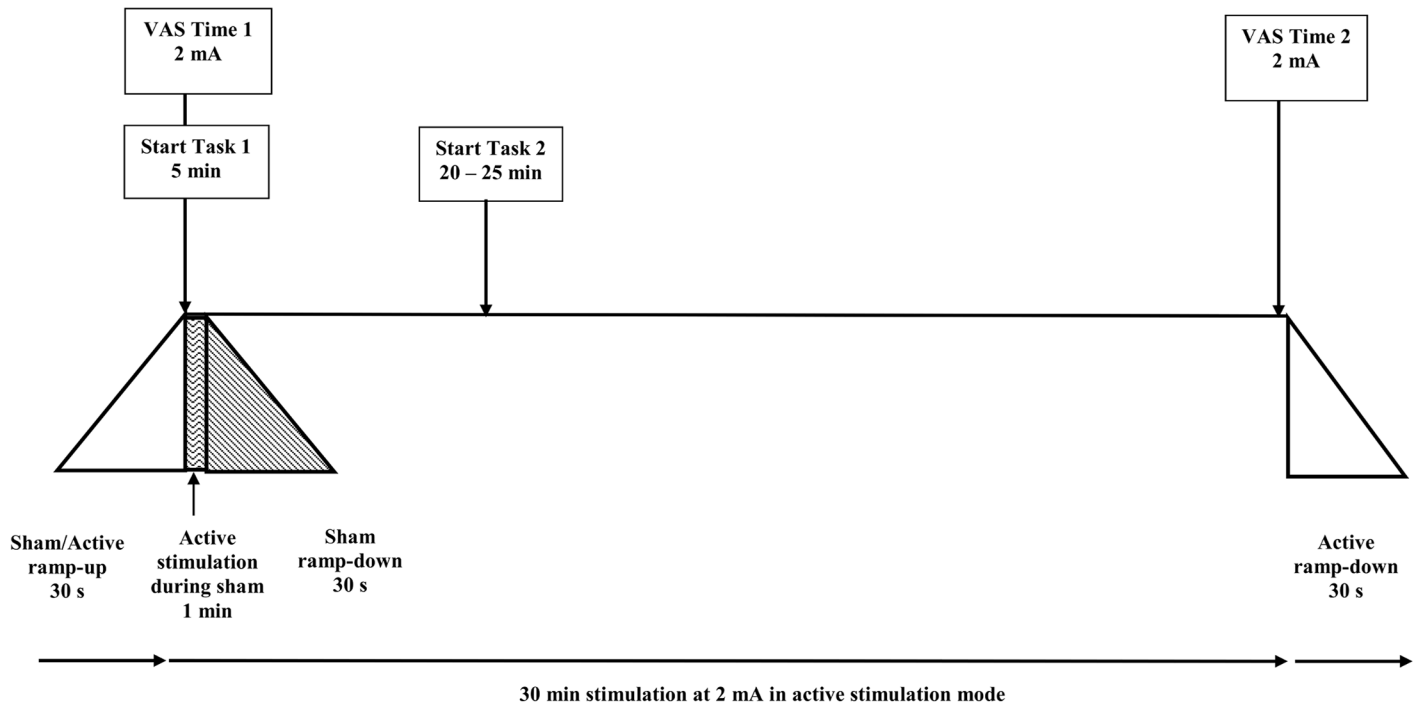 VAS Time 1
2 mA
VAS Time 2
2 mA
Start Task 1
5 min
Start Task 2
20 – 25 min
Sham/Active
ramp-up
30 s
Active
stimulation
during sham
1 min
Sham
ramp-down
30 s
Active
ramp-down
30 s
30 min stimulation at 2 mA in active stimulation mode